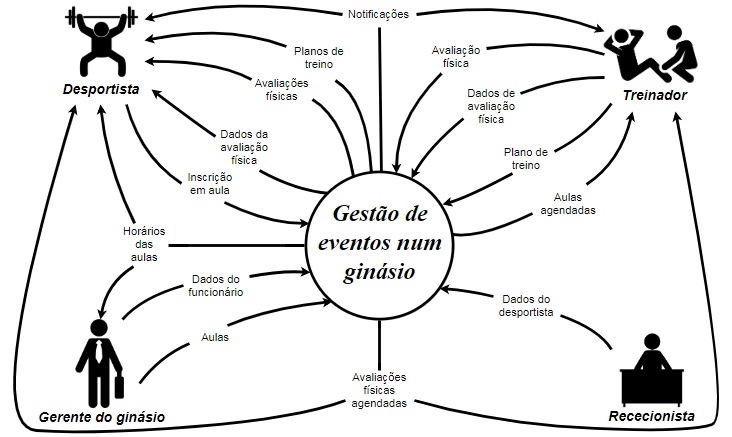 Notificações
Planos de
treino
Avaliação
física
Desportista
Avaliações
físicas
Dados de
avaliação
física
Treinador
Dados da
avaliação
física
Plano de
treino
Inscrição
em aula
Aulas
agendadas
Gestão de
eventos num
ginásio
Horários
das
aulas
Dados do
funcionário
Dados do
desportista
Aulas
Avaliações
físicas
agendadas
Gerente do ginásio
Rececionista